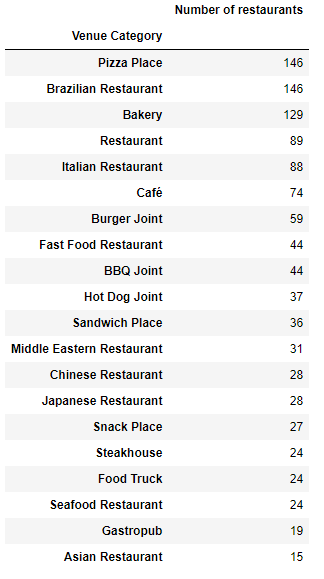 Number of restaurants
Venue Category
Pizza Place 146
Brazilian Restaurant 146
Bakery 129
Restaurant 89
Italian Restaurant 88
Café 74
Burger Joint 59
Fast Food Restaurant 44
BBQ Joint 44
Hot Dog Joint 37
Sandwich Place 36
Middle Eastern Restaurant 31
Chinese Restaurant 28
Japanese Restaurant 28
Snack Place 27
Steakhouse 24
Food Truck 24
Seafood Restaurant 24
Gastropub 19
Asian Restaurant 15